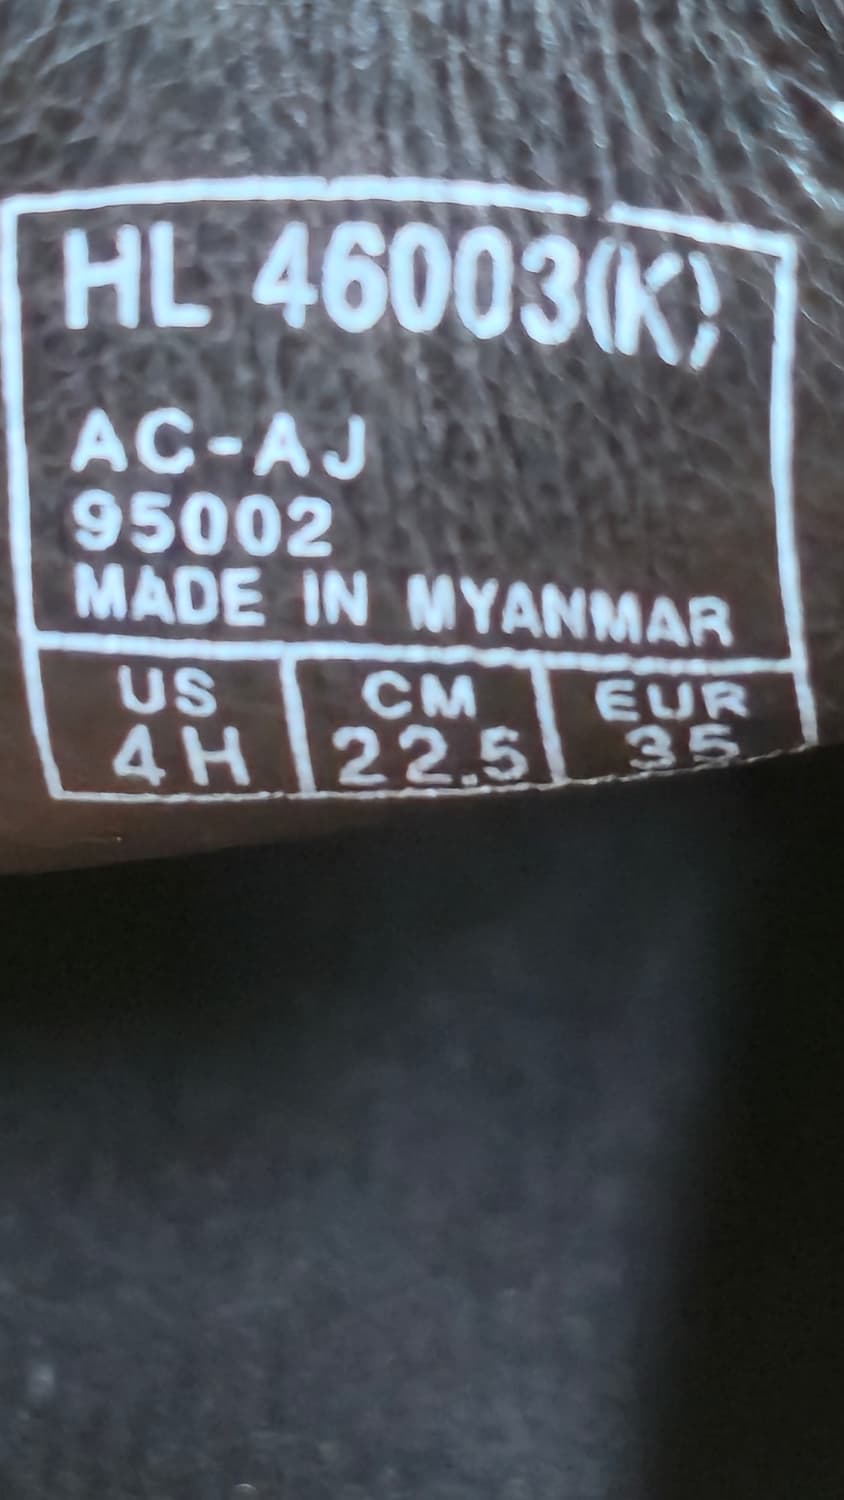 HL 46003(K)
AC-AJ
95002
MADE IN MYANMAR
US CM EUR
4H 22.5 35